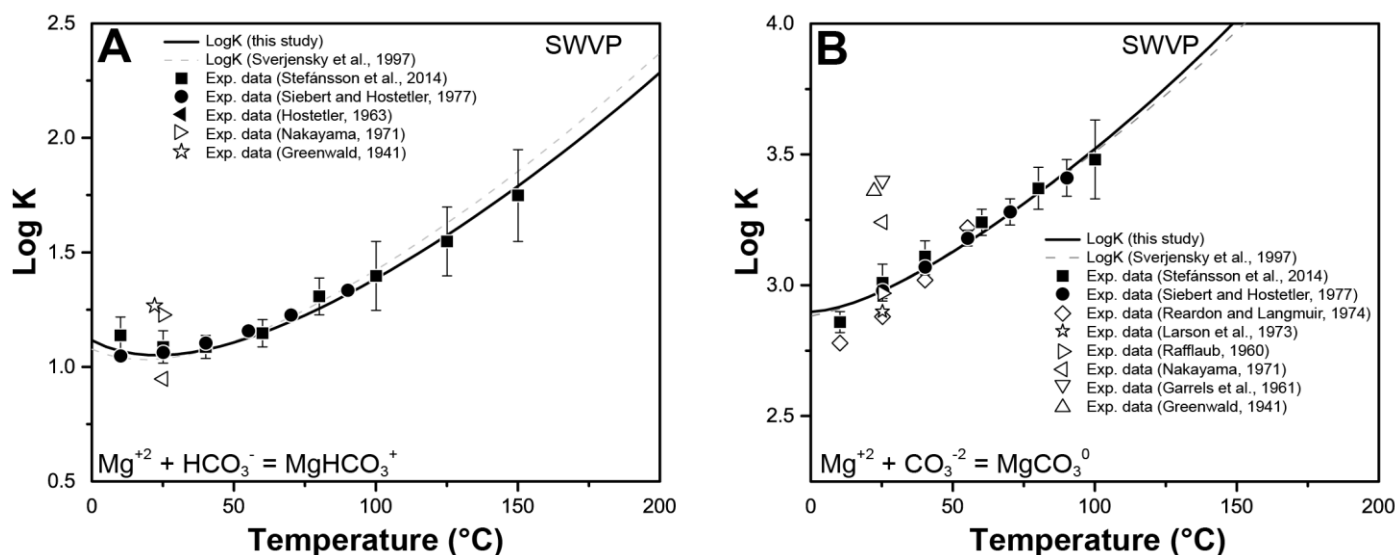 A
SWVP
LogK (this study)
LogK (Sverjensky et al., 1997)
Exp. data (Stefánsson et al., 2014)
Exp. data (Siebert and Hostetler, 1977)
Exp. data (Hostetler, 1963)
Exp. data (Nakayama, 1971)
Exp. data (Greenwald, 1941)
2.5
2.0
1.5
1.0
0.5
Log K
Mg+2 + HCO3- = MgHCO3+
0 50 100 150 200
Temperature (°C)
B
SWVP
LogK (this study)
LogK (Sverjensky et al., 1997)
Exp. data (Stefánsson et al., 2014)
Exp. data (Siebert and Hostetler, 1977)
Exp. data (Reardon and Langmuir, 1974)
Exp. data (Larson et al., 1973)
Exp. data (Rafflaub, 1960)
Exp. data (Nakayama, 1971)
Exp. data (Garrels et al., 1961)
Exp. data (Greenwald, 1941)
4.0
3.5
3.0
2.5
Log K
Mg+2 + CO3-2 = MgCO30
0 50 100 150 200
Temperature (°C)